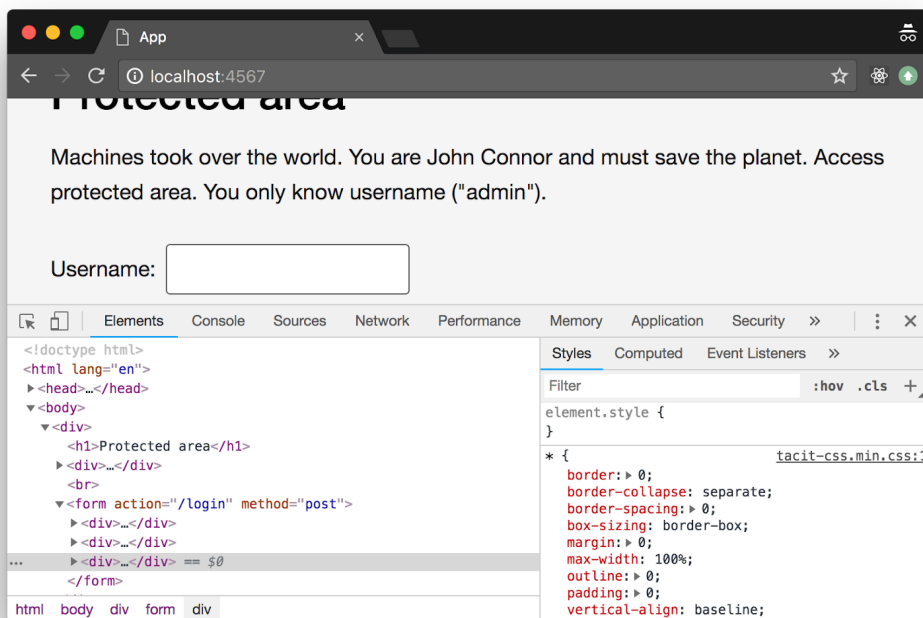 App
localhost:4567
Protected area
Machines took over the world. You are John Connor and must save the planet. Access
protected area. You only know username ("admin").
Username:
Elements Console Sources Network Performance Memory Application Security »
<!doctype html>
<html lang="en">
<head>…</head>
<body>
<div>
<h1>Protected area</h1>
<div>…</div>
<br>
<form action="/login" method="post">
<div>…</div>
<div>…</div>
... <div>…</div> == $0
</form>
html body div form div
Styles Computed Event Listeners »
Filter :hov .cls +
element.style {
}
* { tacit-css.min.css:1
border: 0;
border-collapse: separate;
border-spacing: 0;
box-sizing: border-box;
margin: 0;
max-width: 100%;
outline: 0;
padding: 0;
vertical-align: baseline;